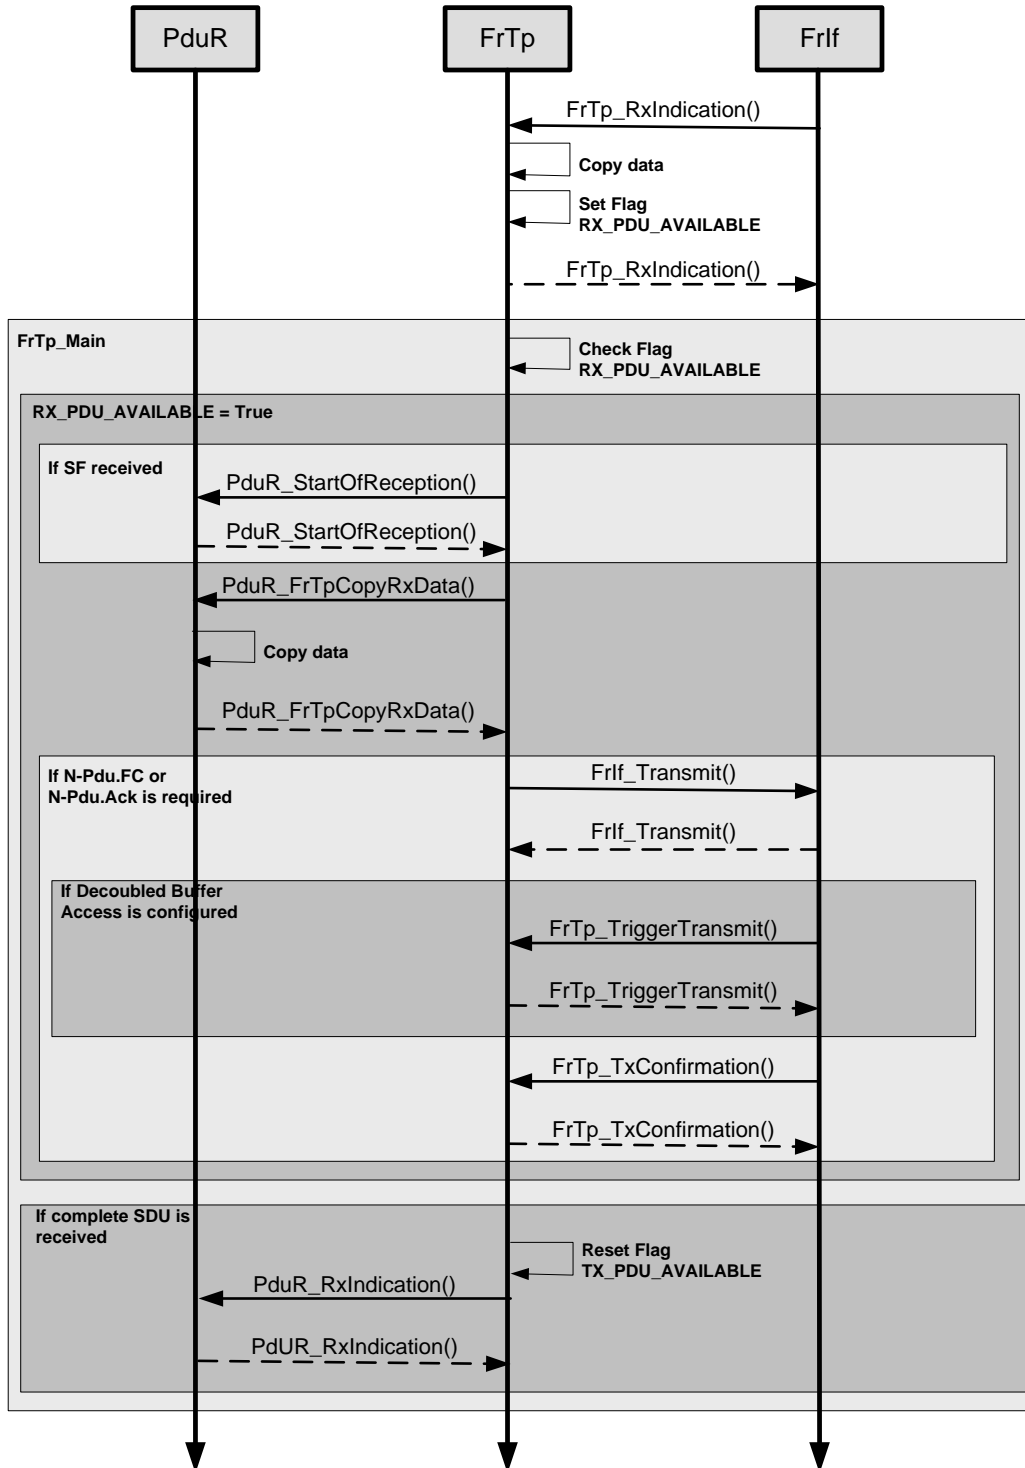 PduR
FrTp
FrIf
FrTp_RxIndication()
Copy data
Set Flag
RX_PDU_AVAILABLE
FrTp_RxIndication()
FrTp_Main
Check Flag
RX_PDU_AVAILABLE
RX_PDU_AVAILABLE = True
If SF received
PduR_StartOfReception()
PduR_StartOfReception()
PduR_FrTpCopyRxData()
Copy data
PduR_FrTpCopyRxData()
If N-Pdu.FC or
N-Pdu.Ack is required
FrIf_Transmit()
FrIf_Transmit()
If Decoubled Buffer
Access is configured
FrTp_TriggerTransmit()
FrTp_TriggerTransmit()
FrTp_TxConfirmation()
FrTp_TxConfirmation()
If complete SDU is
received
Reset Flag
TX_PDU_AVAILABLE
PduR_RxIndication()
PdUR_RxIndication()